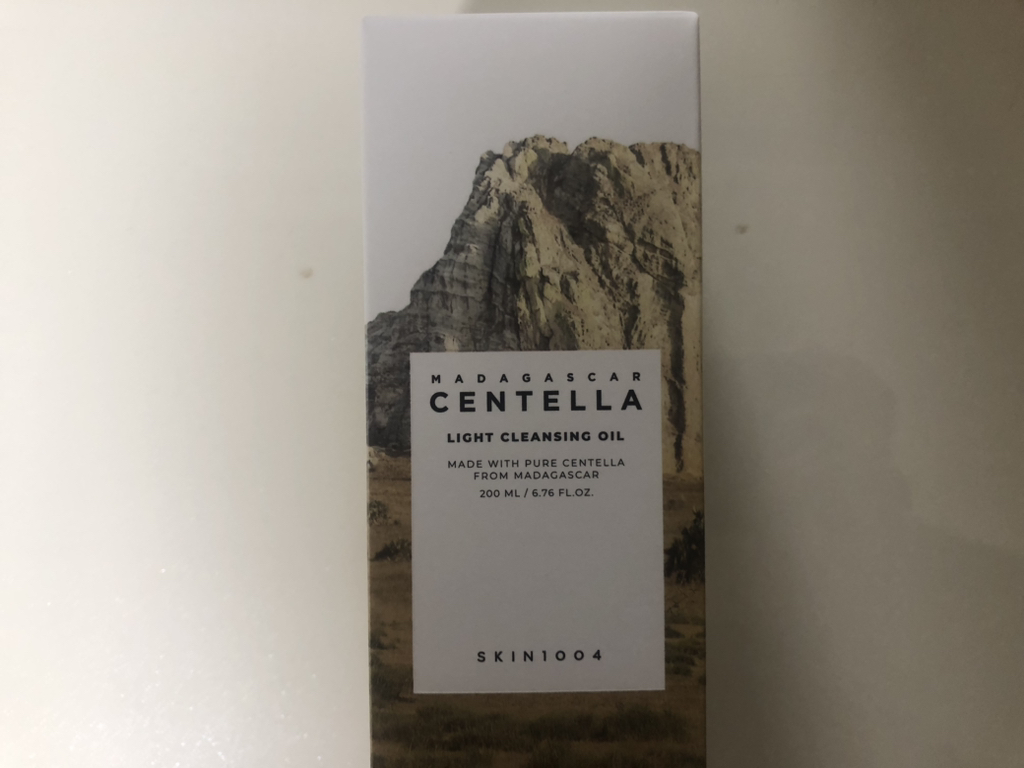 MADAGASCAR
CENTELLA
LIGHT CLEANSING OIL
MADE WITH PURE CENTELLA
FROM MADAGASCAR
200 ML / 6.76 FL.OZ.
SKIN1004